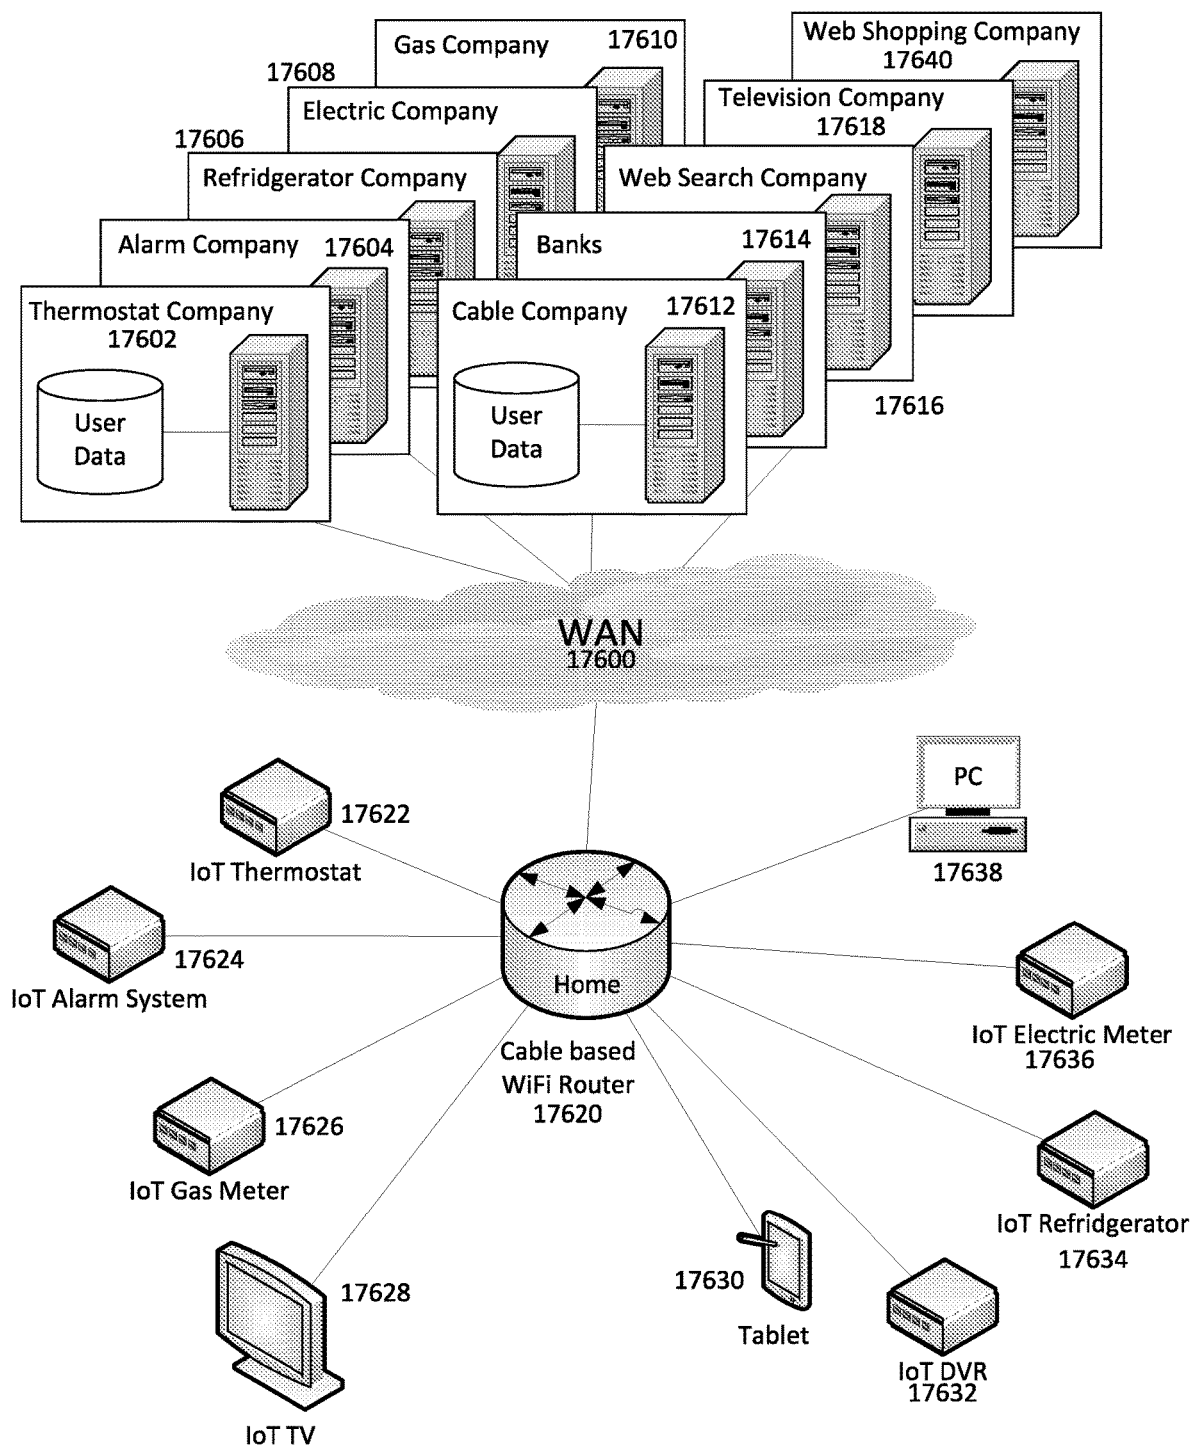 Gas Company
17610
Web Shopping Company
17640
17608
Electric Company
Television Company
17618
17606
Refridgerator Company
Web Search Company
Alarm Company
17604
Banks
17614
Thermostat Company
17602
Cable Company
17612
User
Data
User
Data
17616
WAN
17600
PC
17638
17622
IoT Thermostat
17624
IoT Alarm System
Home
IoT Electric Meter
17636
Cable based
WiFi Router
17620
17626
IoT Gas Meter
IoT Refridgerator
17634
17628
IoT TV
17630
Tablet
IoT DVR
17632